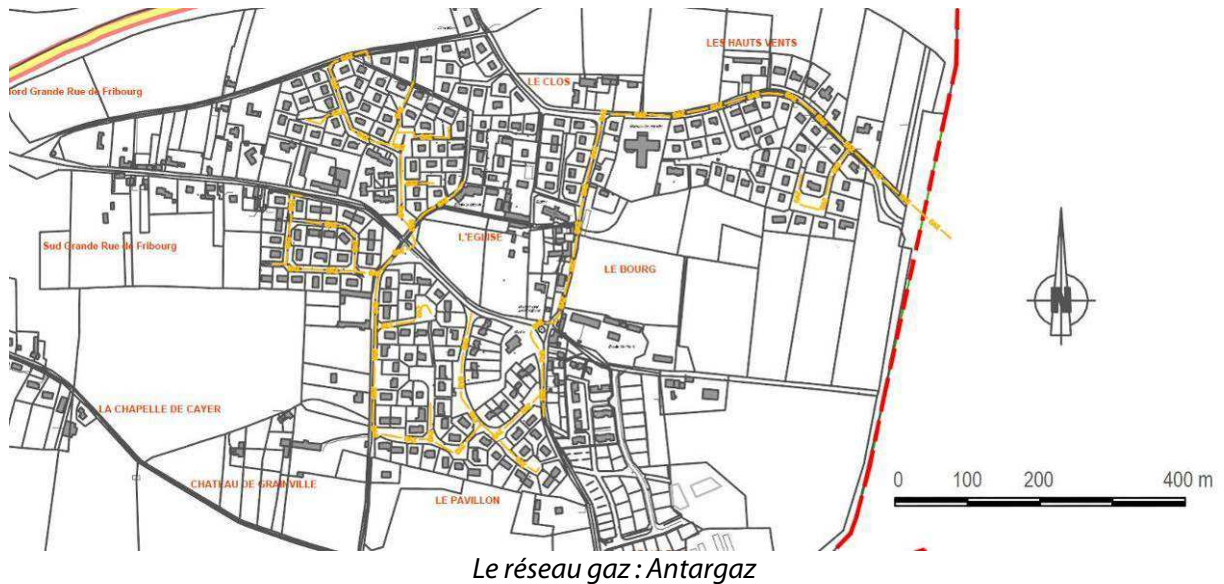 LES HAUTS VENTS
LE CLOS
ord Grande Rue de Fribourg
L'EGLISE
Sud Grande Rue de Fribourg
LE BOURG
N
LA CHAPELLE DE CAYER
CHATEAU DE GRAINVILLE
LE PAVILLON
0 100 200 400 m
Le réseau gaz : Antargaz